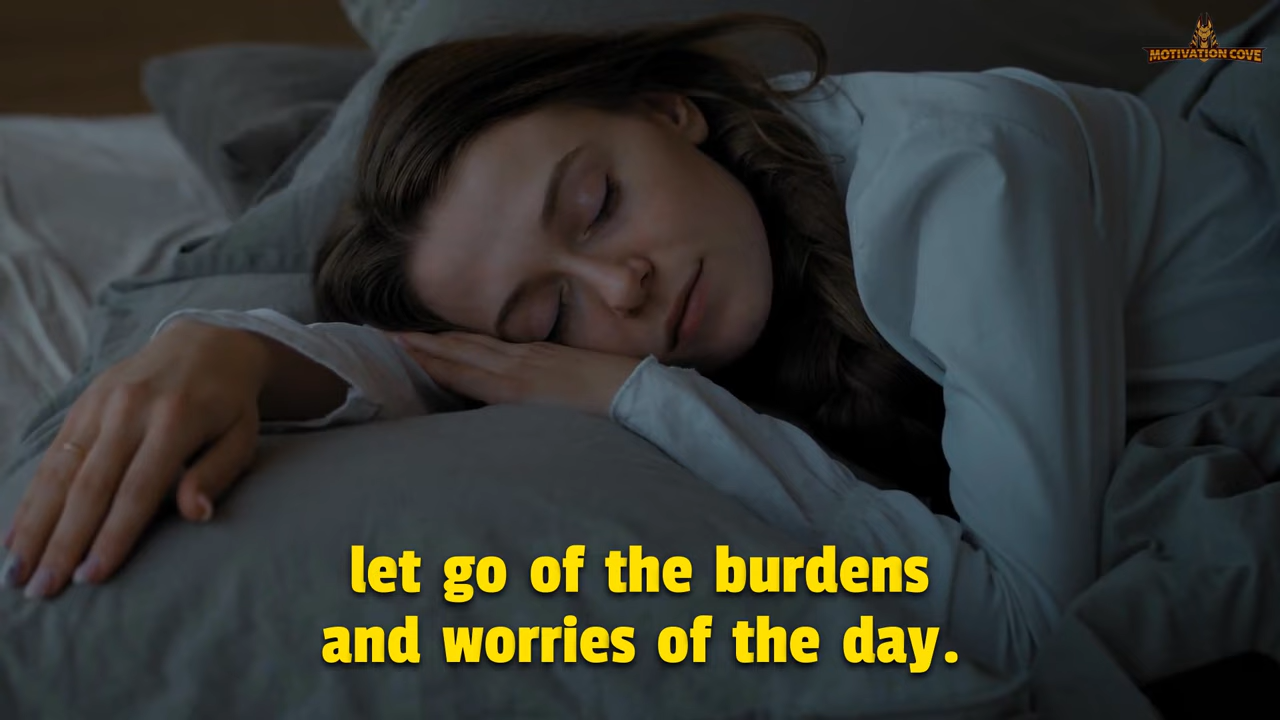 MOTIVATION COVE
let go of the burdens
and worries of the day.